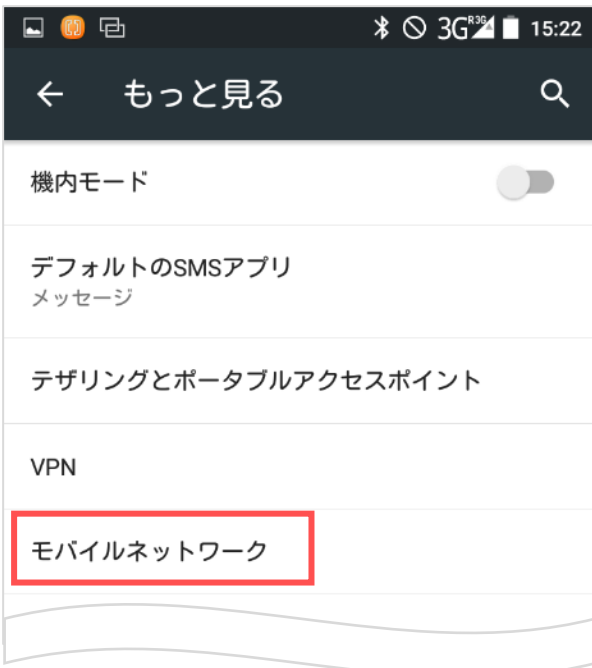 3G R3G 15:22
もっと見る
機内モード
デフォルトのSMSアプリ
メッセージ
テザリングとポータブルアクセスポイント
VPN
モバイルネットワーク